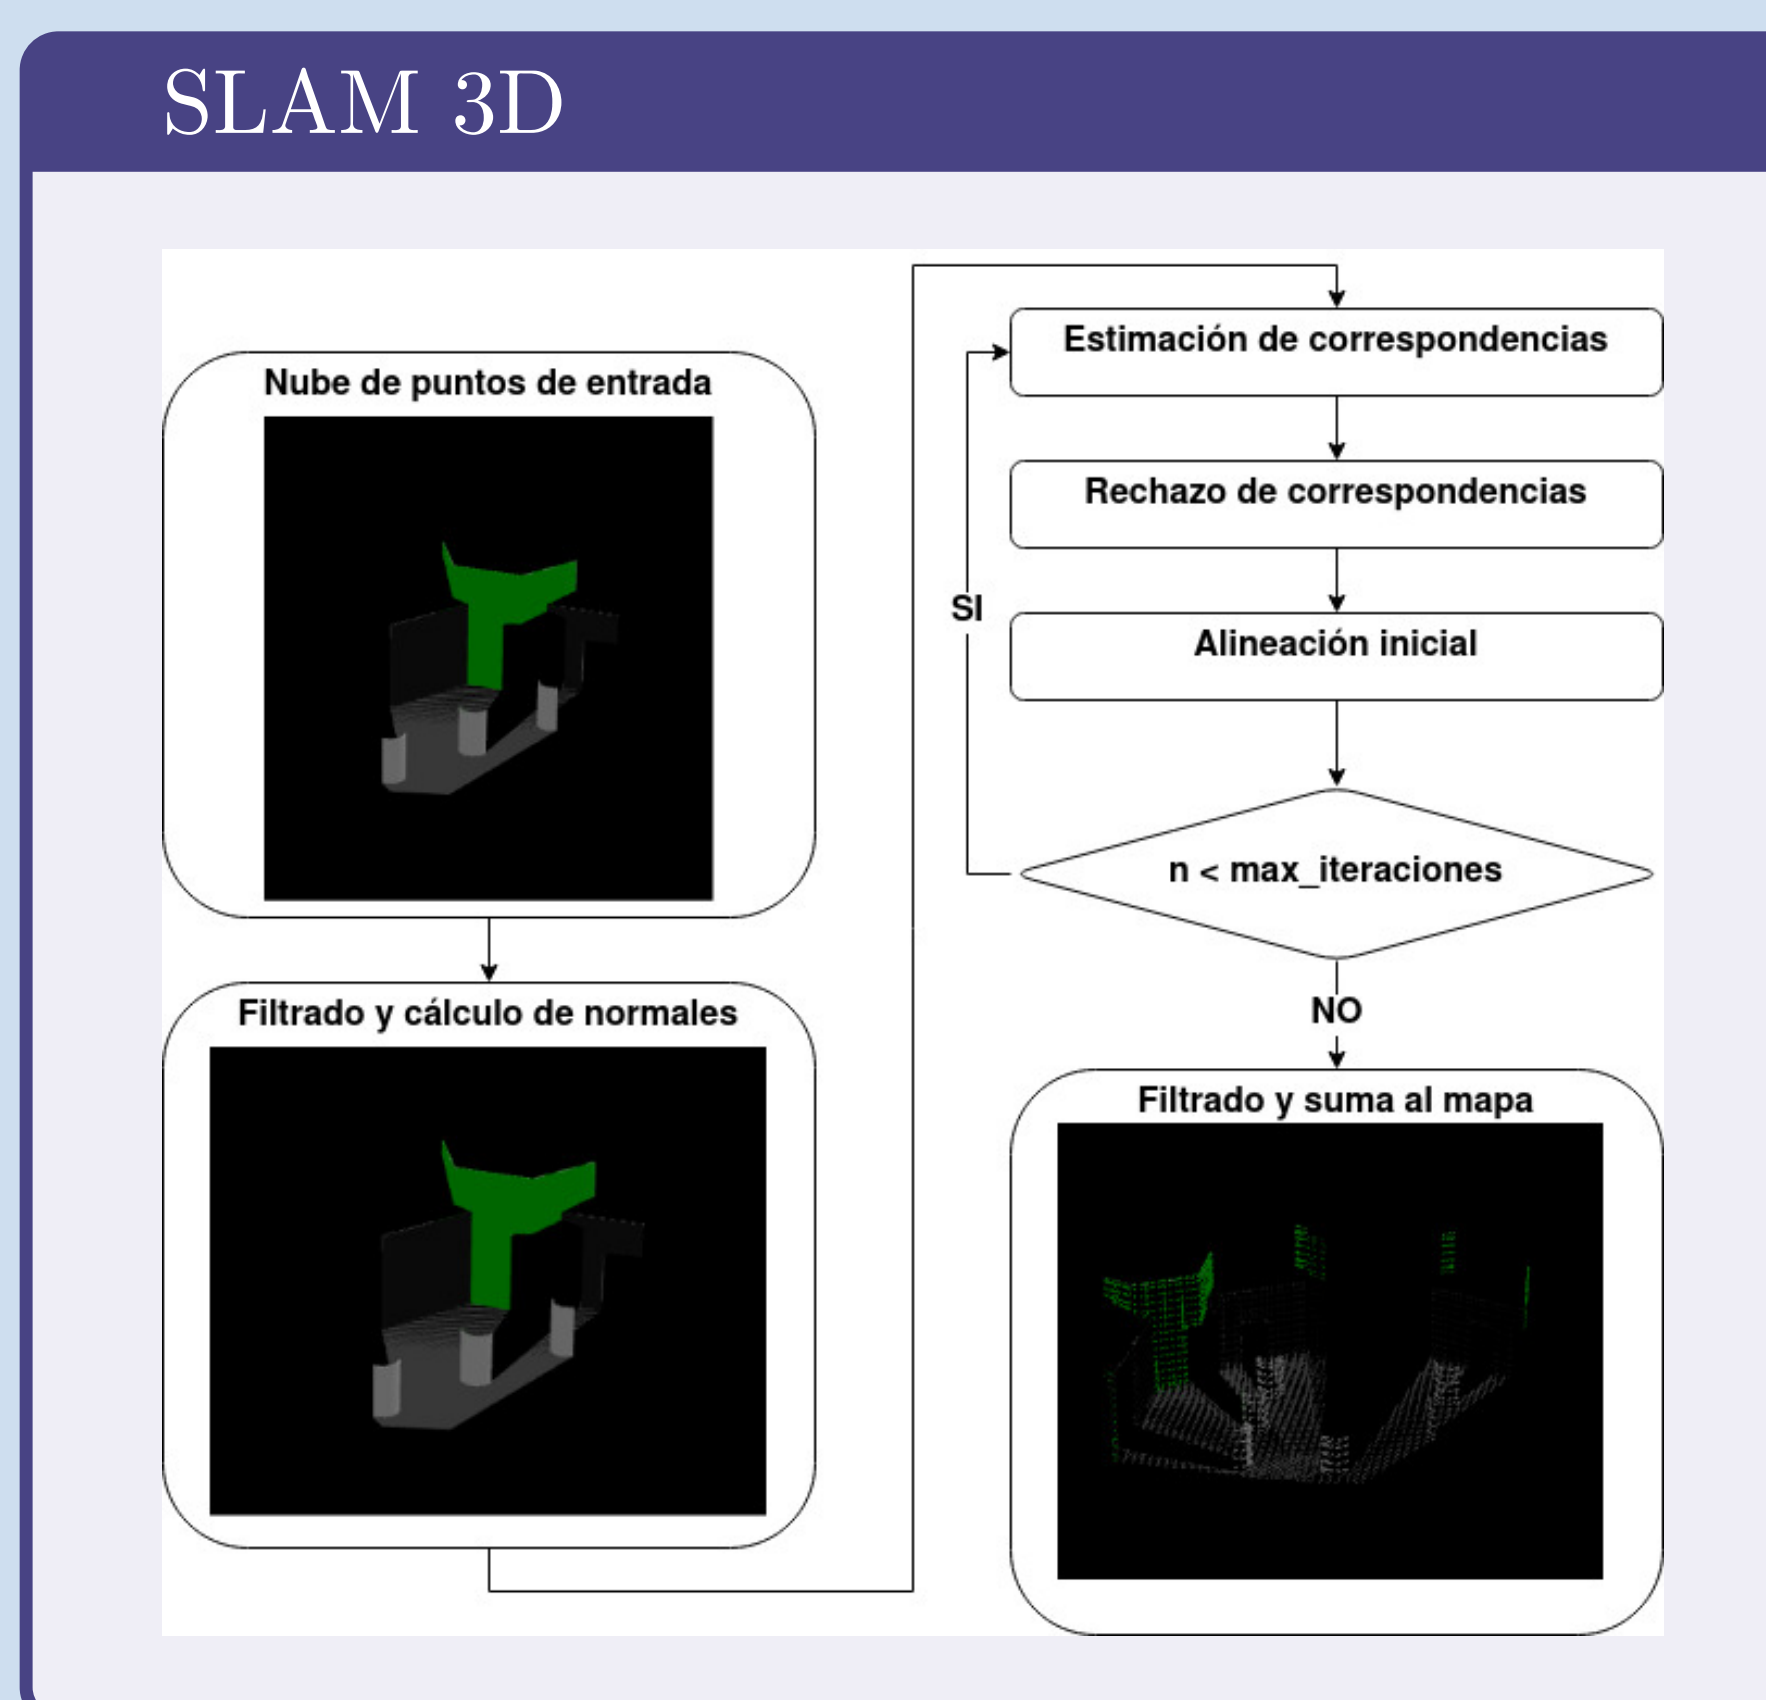 SLAM 3D
Nube de puntos de entrada
Filtrado y cálculo de normales
Estimación de correspondencias
Rechazo de correspondencias
Alineación inicial
SI
n < max_iteraciones
NO
Filtrado y suma al mapa